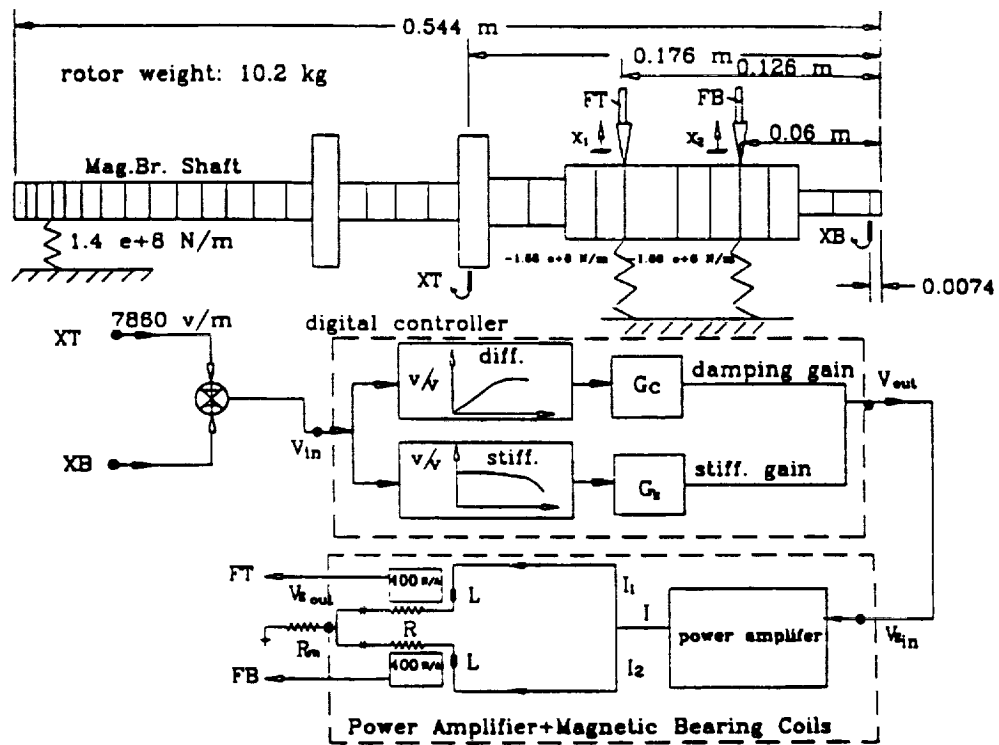 0.544 m
0.176 m
0.126 m
rotor weight: 10.2 kg
FT
FB
x₁
x₂
0.06 m
Mag.Br. Shaft
1.4 e+8 N/m
XB
XT
0.0074
7860 v/m
digital controller
XT
diff.
v/v
Gc
damping gain
Vout
Vin
XB
v/v
stiff.
stiff. gain
FT
400 N/A
L
I₁
I
power amplifer
R
Rm
400 N/A
L
I₂
FB
Power Amplifier+Magnetic Bearing Coils